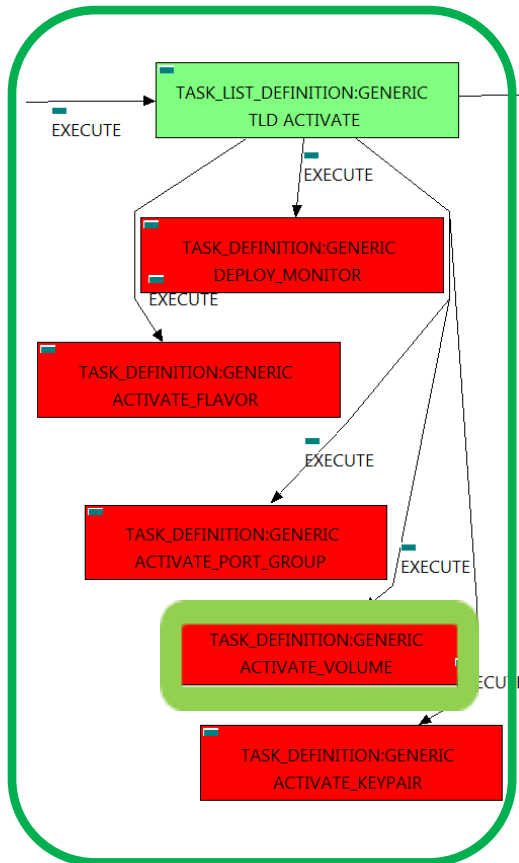 TASK_LIST_DEFINITION:GENERIC
TLD ACTIVATE
EXECUTE
EXECUTE
TASK_DEFINITION:GENERIC
DEPLOY_MONITOR
EXECUTE
TASK_DEFINITION:GENERIC
ACTIVATE_FLAVOR
EXECUTE
TASK_DEFINITION:GENERIC
ACTIVATE_PORT_GROUP
EXECUTE
TASK_DEFINITION:GENERIC
ACTIVATE_VOLUME
ECUTE
TASK_DEFINITION:GENERIC
ACTIVATE_KEYPAIR